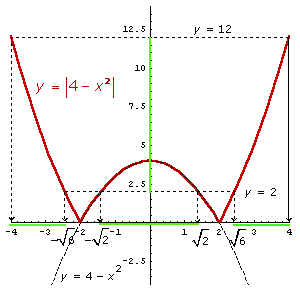 12.5
y = 12
10
y = |4 - x²|
7.5
5
2.5
y = 2
-4 -3 -2 -1 1 2 3 4
-√6 -√2 √2 √6
-2.5
y = 4 - x²